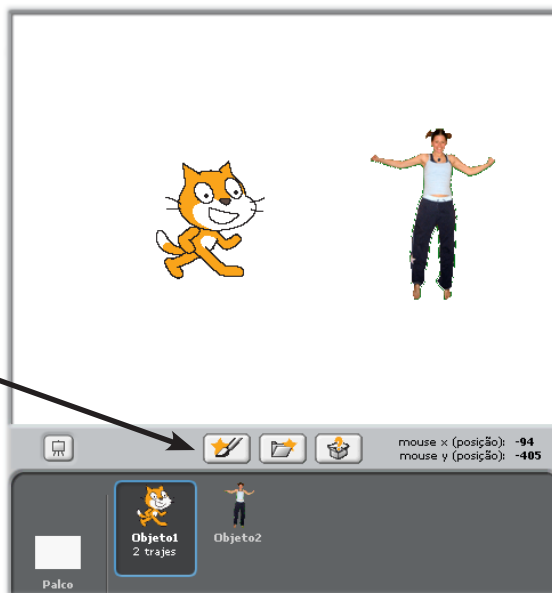 mouse x (posição): -94
mouse y (posição): -405
Objeto1
2 trajes
Objeto2
Palco